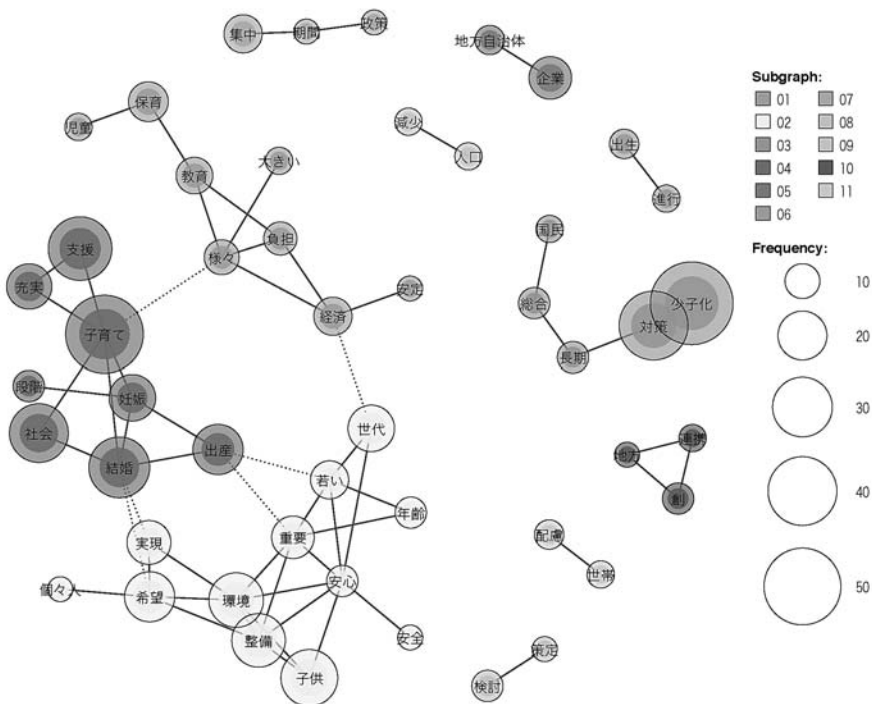 集中
期間
政策
地方自治体
企業
保育
児童
減少
入口
教育
大きい
出生
進行
様々
負担
国民
支援
充実
経済
安定
総合
少子化
対策
長期
子育て
段階
妊娠
社会
結婚
出産
世代
若い
年齢
重要
地方
連携
創
実現
個々人
希望
環境
安心
配慮
世帯
整備
安全
子供
検討
策定
Subgraph:
01 07
02 08
03 09
04 10
05 11
06
Frequency:
10
20
30
40
50